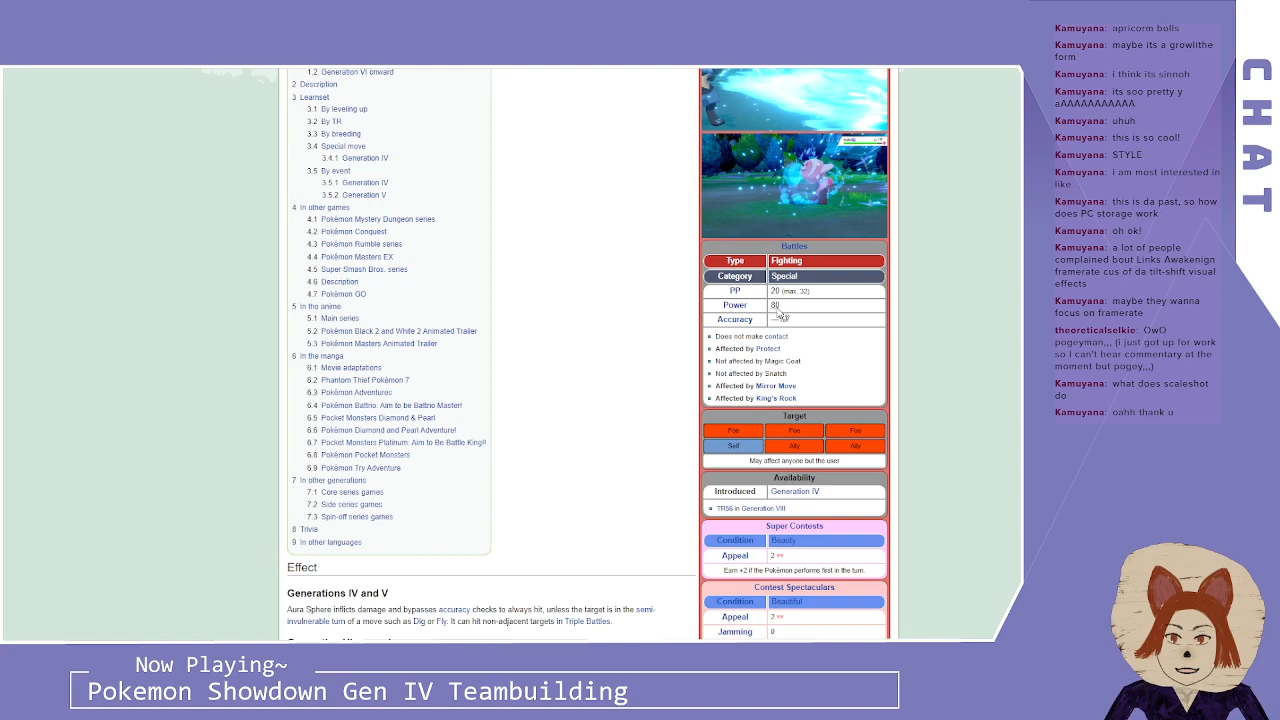 1.2 Generation VI onward
2 Description
3 Learnset
3.1 By leveling up
3.2 By TR
3.3 By breeding
3.4 Special move
3.4.1 Generation IV
3.5 By event
3.5.1 Generation IV
3.5.2 Generation V
4 In other games
4.1 Pokémon Mystery Dungeon series
4.2 Pokémon Conquest
4.3 Pokémon Rumble series
4.4 Pokémon Masters EX
4.5 Super Smash Bros. series
4.6 Description
4.7 Pokémon GO
5 In the anime
5.1 Main series
5.2 Pokémon Black 2 and White 2 Animated Trailer
5.3 Pokémon Masters Animated Trailer
6 In the manga
6.1 Movie adaptations
6.2 Phantom Thief Pokémon 7
6.3 Pokémon Adventures
6.4 Pokémon Battrio: Aim to be Battrio Master!
6.5 Pocket Monsters Diamond & Pearl
6.6 Pokémon Diamond and Pearl Adventure!
6.7 Pocket Monsters Platinum: Aim to Be Battle King!!
6.8 Pokémon Pocket Monsters
6.9 Pokémon Try Adventure
7 In other generations
7.1 Core series games
7.2 Side series games
7.3 Spin-off series games
8 Trivia
9 In other languages
Effect
Generations IV and V
Aura Sphere inflicts damage and bypasses accuracy checks to always hit, unless the target is in the semi-
invulnerable turn of a move such as Dig or Fly. It can hit non-adjacent targets in Triple Battles.
Battles
Type Fighting
Category Special
PP 20 (max. 32)
Power 80
Accuracy
Does not make contact
Affected by Protect
Not affected by Magic Coat
Not affected by Snatch
Affected by Mirror Move
Affected by King's Rock
Target
Foe Foe Foe
Self Ally Ally
May affect anyone but the user
Availability
Introduced Generation IV
TR56 in Generation VIII
Super Contests
Condition Beauty
Appeal 2 ♥♥
Earn +2 if the Pokémon performs first in the turn.
Contest Spectaculars
Condition Beautiful
Appeal 2 ♥♥
Jamming 0
Kamuyana: apricorm bolls
Kamuyana: maybe its a growlithe
form
Kamuyana: i think its sinnoh
Kamuyana: its soo pretty y
aAAAAAAAAAAA
Kamuyana: uhuh
Kamuyana: this is so cool!
Kamuyana: STYLE
Kamuyana: i am most interested in
like
Kamuyana: this is da past, so how
does PC storage work
Kamuyana: oh ok!
Kamuyana: a lot of people
complained bout Links Awakenign
framerate cus of da tilt-shift visual
effects
Kamuyana: maybe they wanna
focus on framerate
theoreticalselkie: OwO
pogeyman,,, (i just got up for work
so I can't hear commentary at the
moment but pogey,,,)
Kamuyana: what does scaleshot
do
Kamuyana: oahh thank u
CHAT
Now Playing~
Pokemon Showdown Gen IV Teambuilding